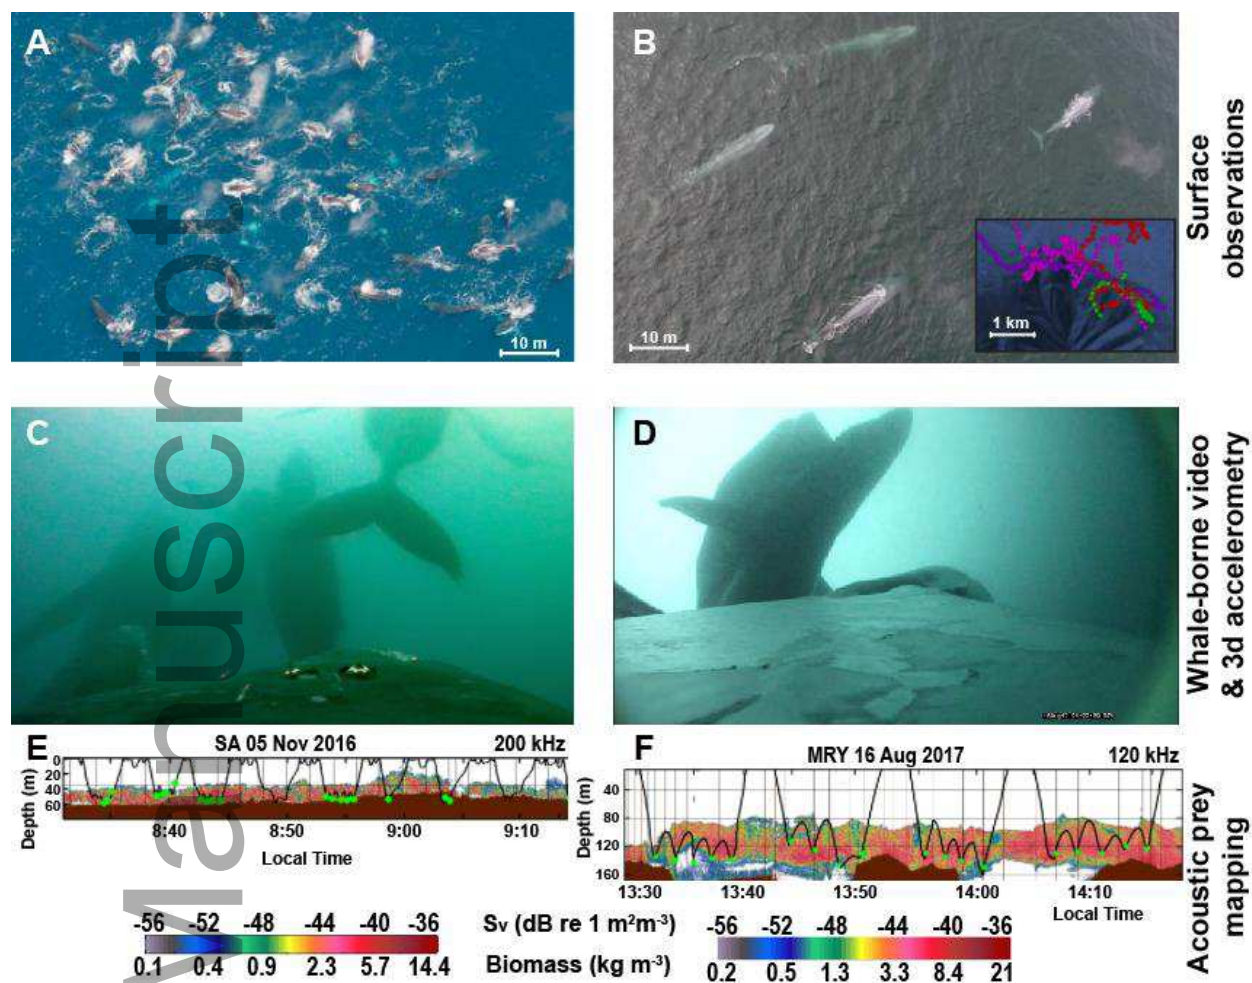 A
B
10 m
10 m
1 km
Surface
observations
C
D
Whale-borne video
& 3d accelerometry
E
SA 05 Nov 2016
200 kHz
Depth (m)
0
20
40
60
8:40
8:50
9:00
9:10
Local Time
F
MRY 16 Aug 2017
120 kHz
Depth (m)
40
80
120
160
13:30
13:40
13:50
14:00
14:10
Local Time
Acoustic prey
mapping
-56 -52 -48 -44 -40 -36
Sv (dB re 1 m²m⁻³)
-56 -52 -48 -44 -40 -36
0.1 0.4 0.9 2.3 5.7 14.4
Biomass (kg m⁻³)
0.2 0.5 1.3 3.3 8.4 21
Manuscript